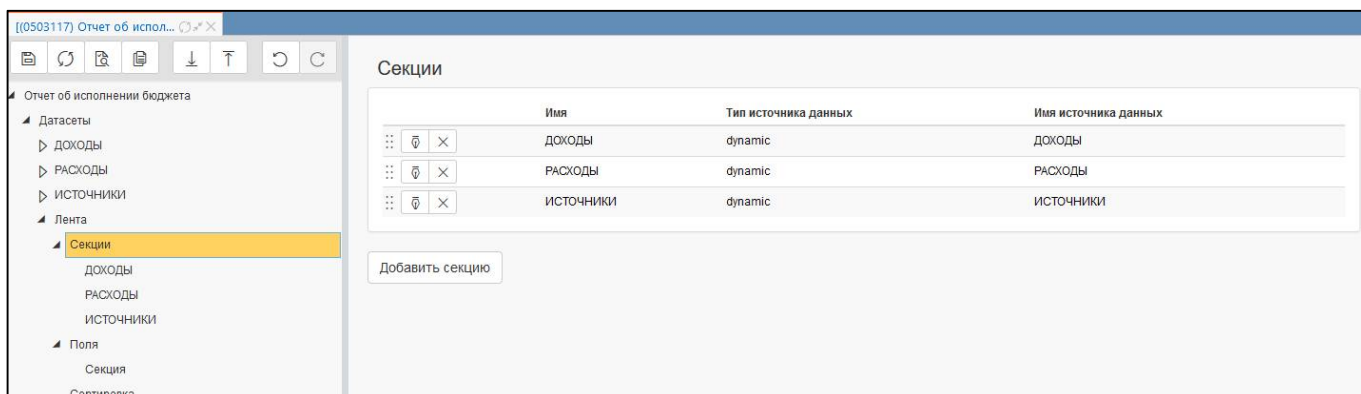 [(0503117) Отчет об испол...
Отчет об исполнении бюджета
Датасеты
ДОХОДЫ
РАСХОДЫ
ИСТОЧНИКИ
Лента
Секции
ДОХОДЫ
РАСХОДЫ
ИСТОЧНИКИ
Поля
Секция
Сортировка
Секции
Имя Тип источника данных Имя источника данных
ДОХОДЫ dynamic ДОХОДЫ
РАСХОДЫ dynamic РАСХОДЫ
ИСТОЧНИКИ dynamic ИСТОЧНИКИ
Добавить секцию